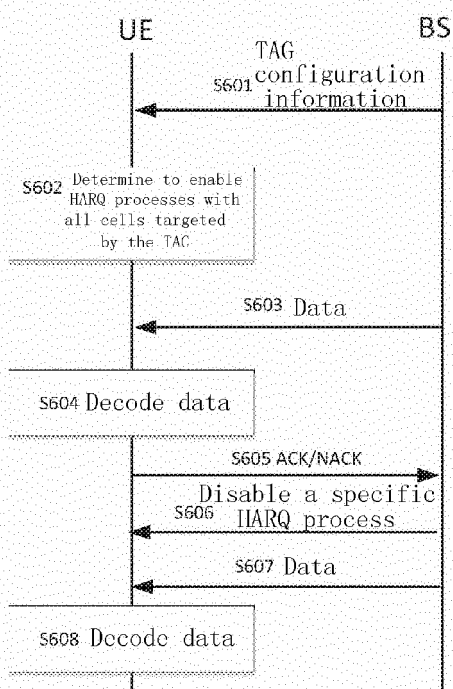 UE
BS
TAG
S601 configuration
information
S602 Determine to enable
HARQ processes with
all cells targeted
by the TAC
S603 Data
S604 Decode data
S605 ACK/NACK
Disable a specific
S606 HARQ process
S607 Data
S608 Decode data